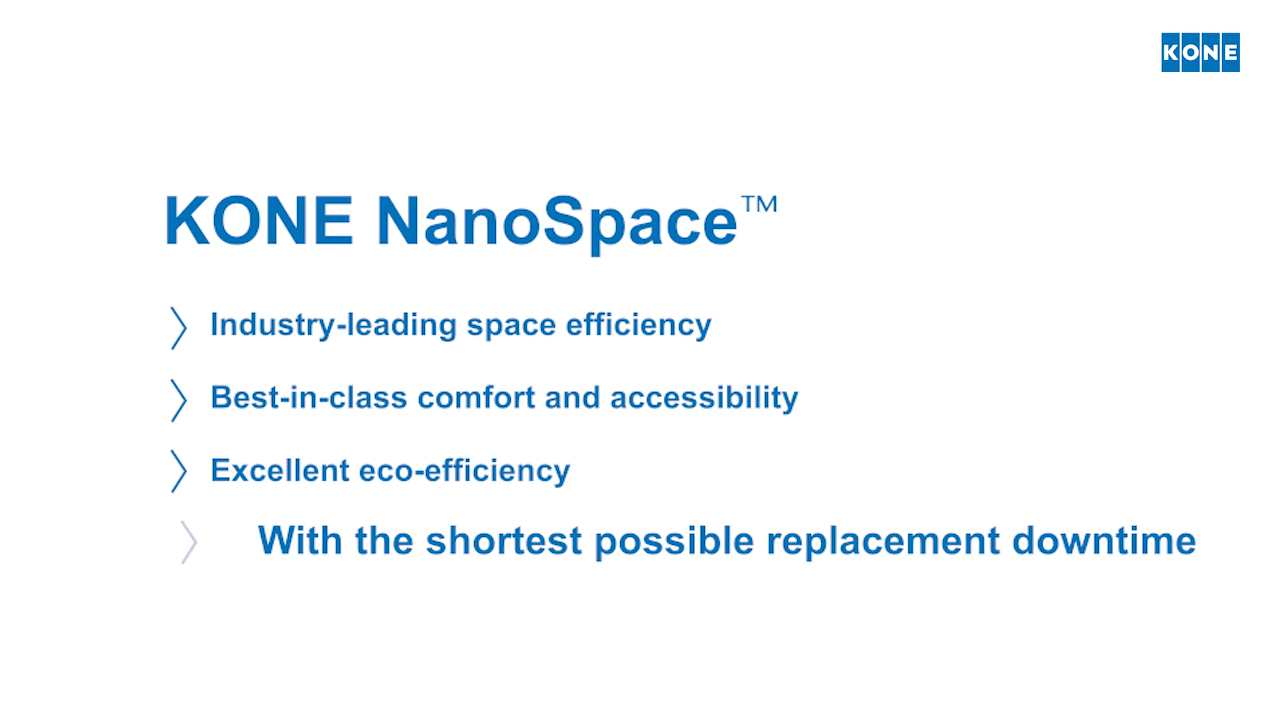 KONE
KONE NanoSpace™
Industry-leading space efficiency
Best-in-class comfort and accessibility
Excellent eco-efficiency
With the shortest possible replacement downtime